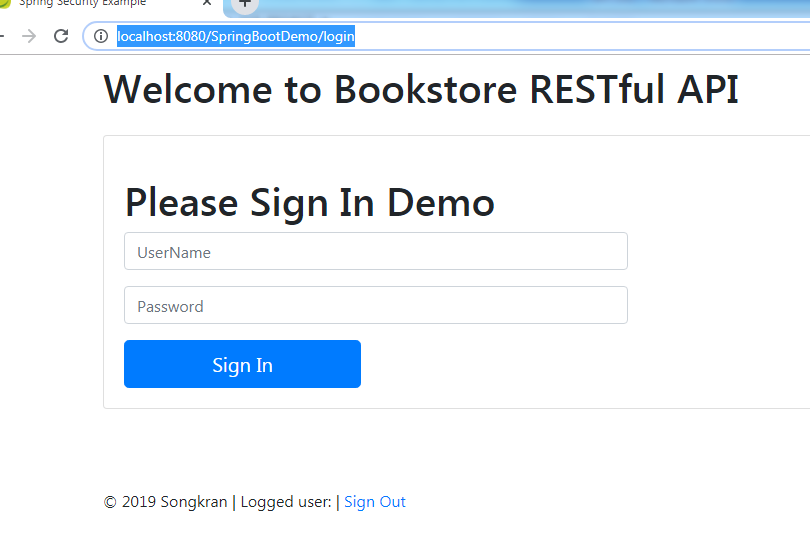 Spring Security Example
localhost:8080/SpringBootDemo/login
Welcome to Bookstore RESTful API
Please Sign In Demo
UserName
Password
Sign In
© 2019 Songkran | Logged user: | Sign Out